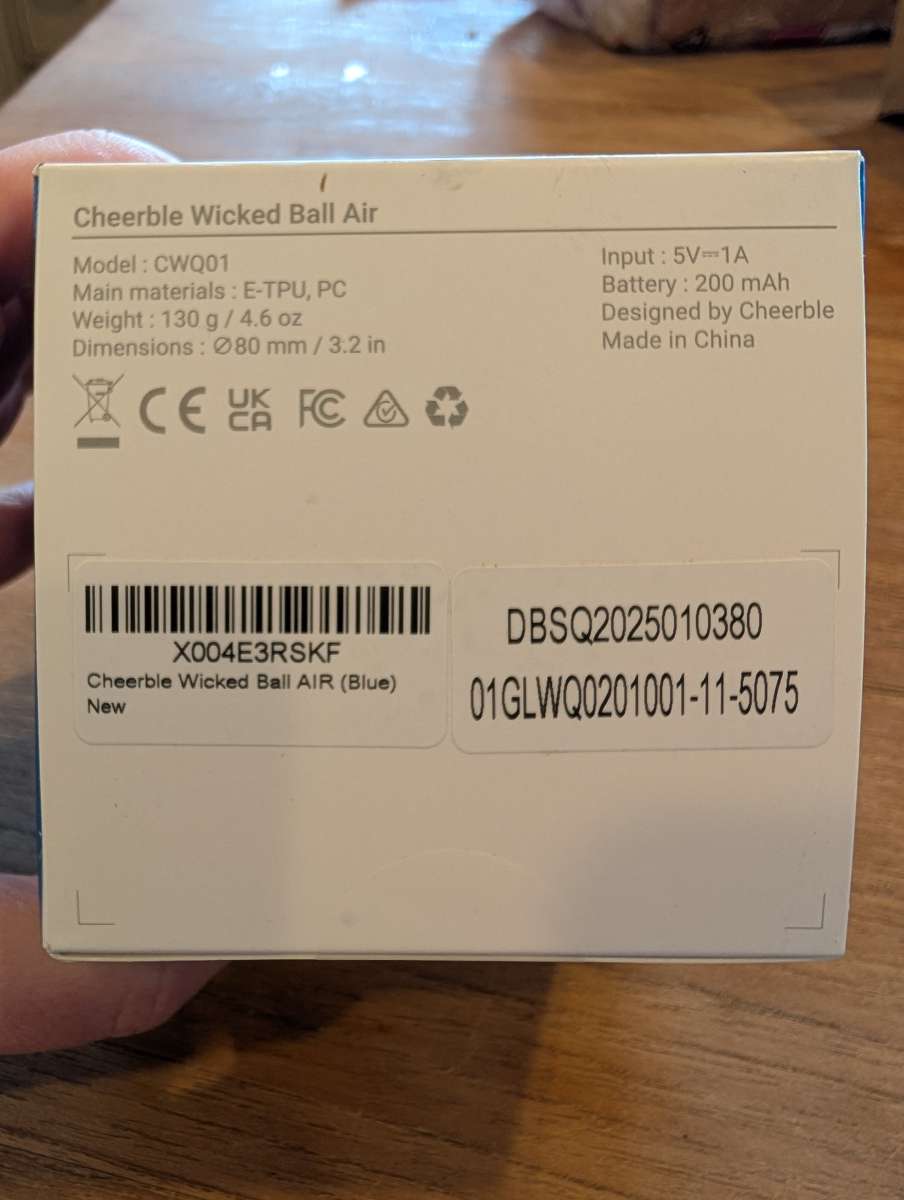 Cheerble Wicked Ball Air
Model : CWQ01
Main materials : E-TPU, PC
Weight : 130 g / 4.6 oz
Dimensions : ∅80 mm / 3.2 in
Input : 5V⎓1A
Battery : 200 mAh
Designed by Cheerble
Made in China
CE
UK
CA
FC
X004E3RSKF
Cheerble Wicked Ball AIR (Blue)
New
DBSQ2025010380
01GLWQ0201001-11-5075